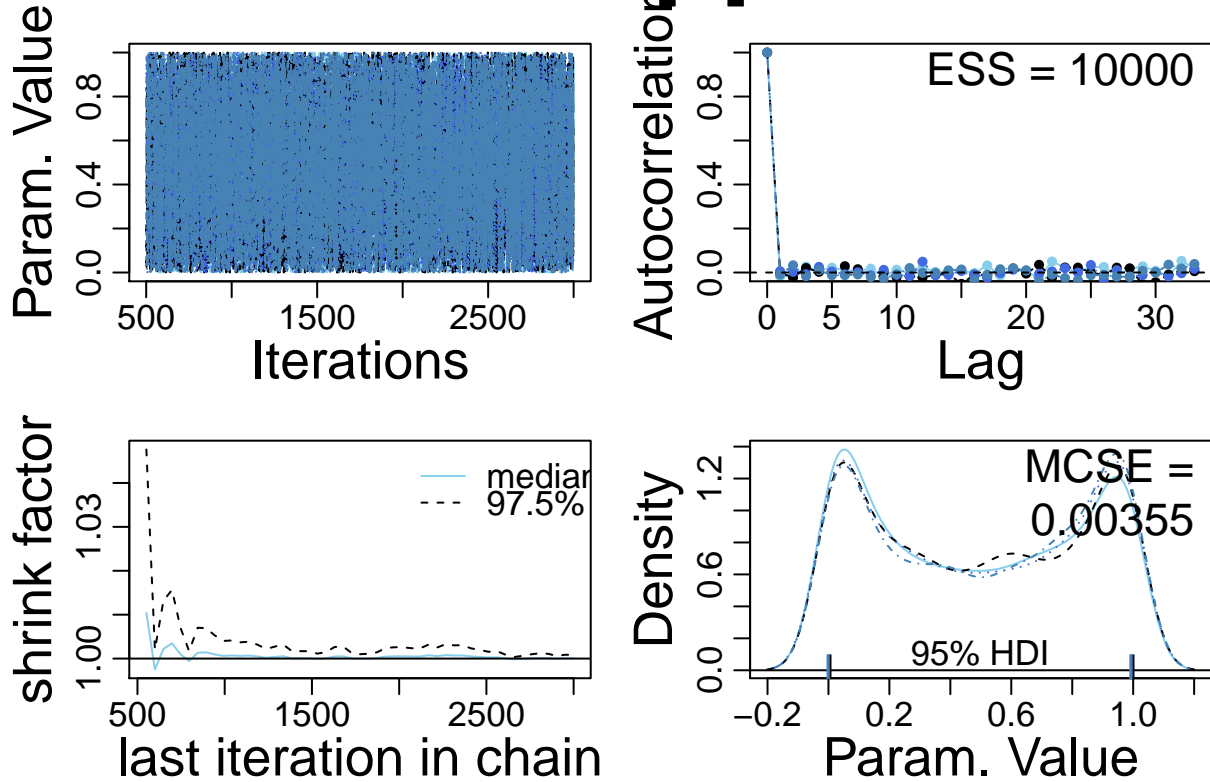 Param. Value
0.0 0.4 0.8
500 1500 2500
Iterations
Autocorrelation
0.0 0.4 0.8
ESS = 10000
0 5 10 20 30
Lag
shrink factor
1.00 1.03
median
97.5%
500 1500 2500
last iteration in chain
Density
0.0 0.6 1.2
MCSE =
0.00355
95% HDI
−0.2 0.2 0.6 1.0
Param. Value